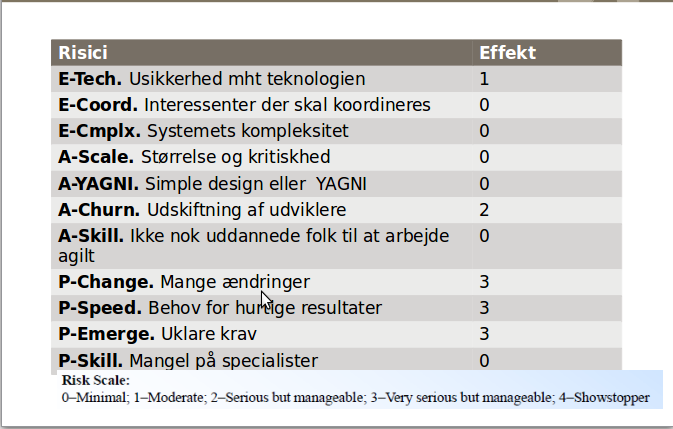 Risici Effekt
E-Tech. Usikkerhed mht teknologien 1
E-Coord. Interessenter der skal koordineres 0
E-Cmplx. Systemets kompleksitet 0
A-Scale. Størrelse og kritiskhed 0
A-YAGNI. Simple design eller YAGNI 0
A-Churn. Udskiftning af udviklere 2
A-Skill. Ikke nok uddannede folk til at arbejde 0
agilt
P-Change. Mange ændringer 3
P-Speed. Behov for hurtige resultater 3
P-Emerge. Uklare krav 3
P-Skill. Mangel på specialister 0
Risk Scale:
0–Minimal; 1–Moderate; 2–Serious but manageable; 3–Very serious but manageable; 4–Showstopper